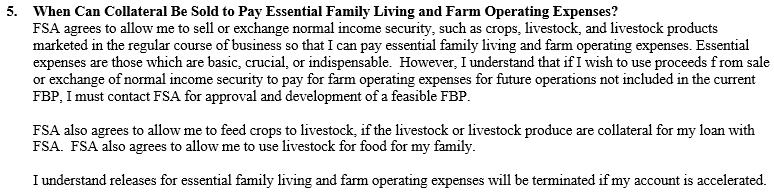 5. When Can Collateral Be Sold to Pay Essential Family Living and Farm Operating Expenses?
FSA agrees to allow me to sell or exchange normal income security, such as crops, livestock, and livestock products
marketed in the regular course of business so that I can pay essential family living and farm operating expenses. Essential
expenses are those which are basic, crucial, or indispensable. However, I understand that if I wish to use proceeds from sale
or exchange of normal income security to pay for farm operating expenses for future operations not included in the current
FBP, I must contact FSA for approval and development of a feasible FBP.
FSA also agrees to allow me to feed crops to livestock, if the livestock or livestock produce are collateral for my loan with
FSA. FSA also agrees to allow me to use livestock for food for my family.
I understand releases for essential family living and farm operating expenses will be terminated if my account is accelerated.